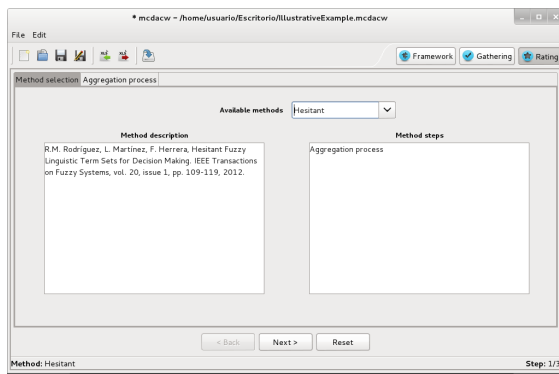 * mcdacw – /home/usuario/Escritorio/IllustrativeExample.mcdacw
File Edit
Framework Gathering Rating
Method selection Aggregation process
Available methods Hesitant
Method description
R.M. Rodríguez, L. Martínez, F. Herrera, Hesitant Fuzzy
Linguistic Term Sets for Decision Making. IEEE Transactions
on Fuzzy Systems, vol. 20, issue 1, pp. 109-119, 2012.
Method steps
Aggregation process
< Back Next > Reset
Method: Hesitant Step: 1/3